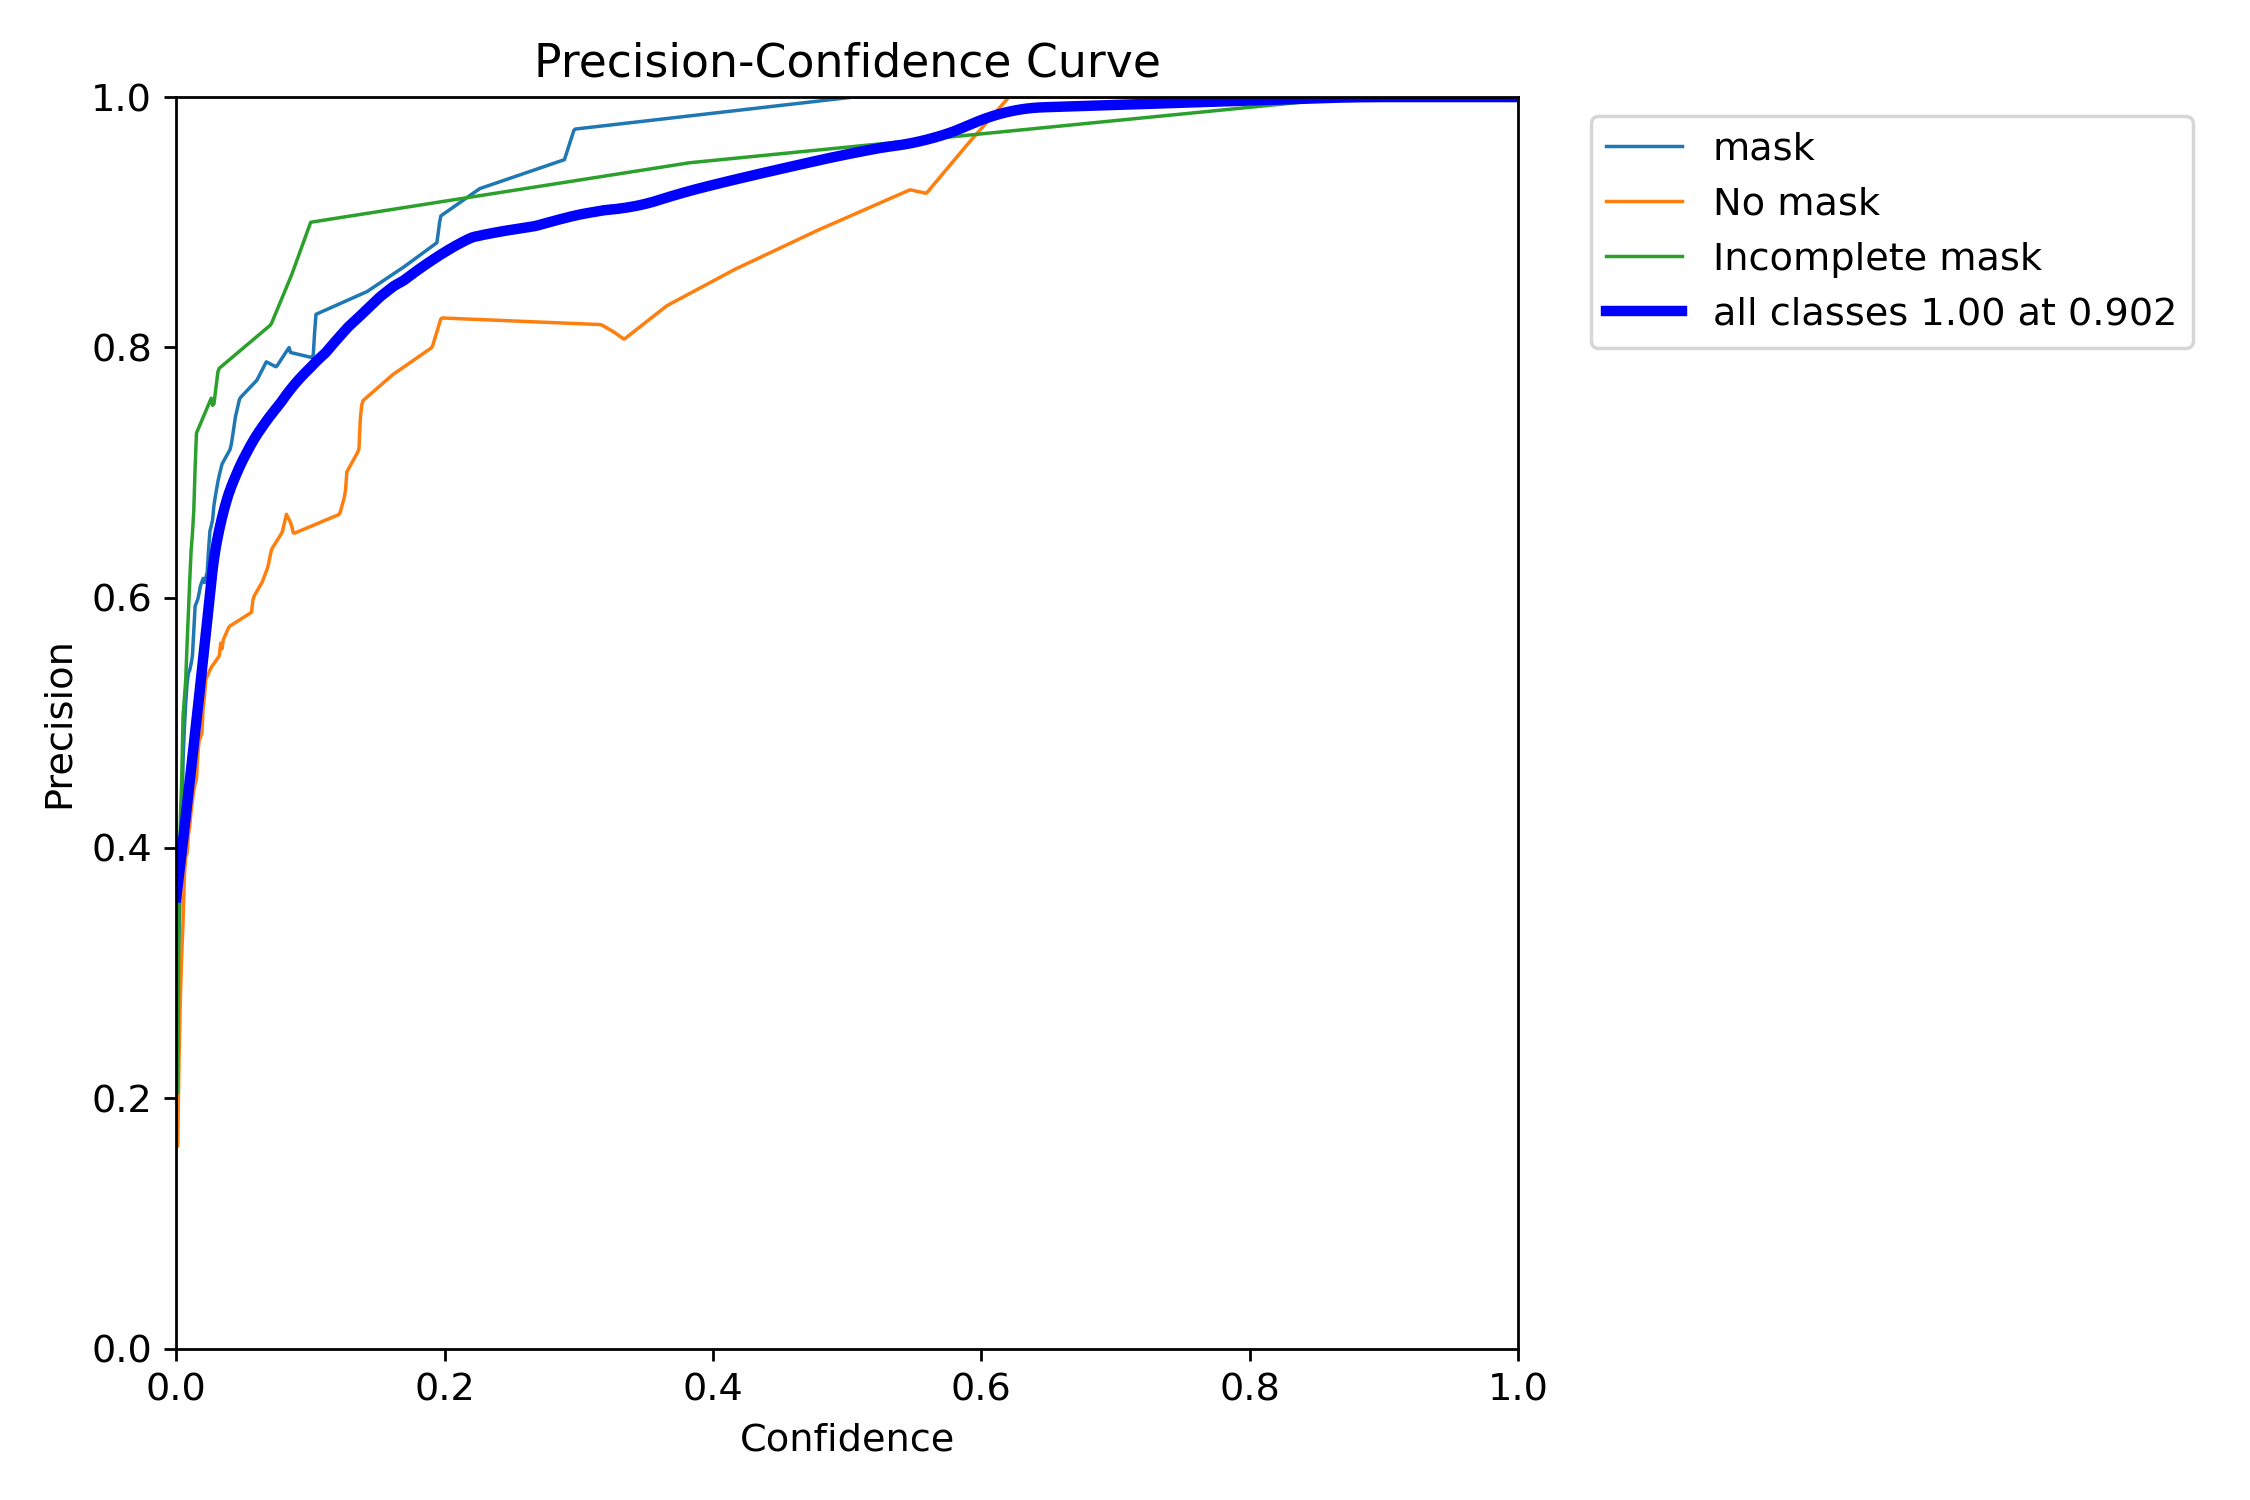 Precision-Confidence Curve
1.0
0.8
0.6
0.4
0.2
0.0
Precision
0.0 0.2 0.4 0.6 0.8 1.0
Confidence
mask
No mask
Incomplete mask
all classes 1.00 at 0.902